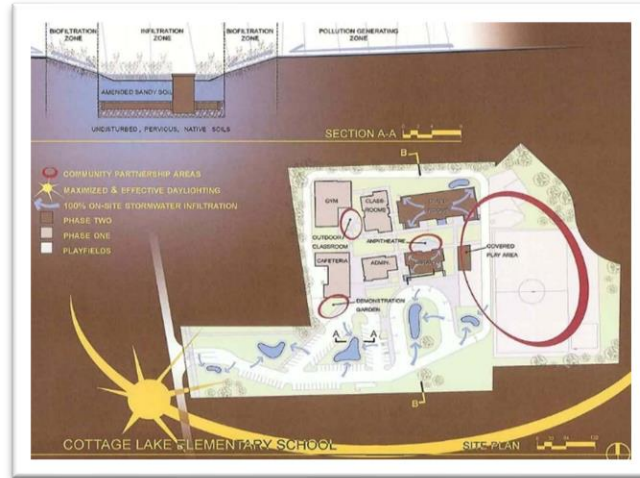 BIOFILTRATION
ZONE
INFILTRATION
ZONE
BIOFILTRATION
ZONE
POLLUTION GENERATING
ZONE
AMENDED SANDY SOIL
UNDISTURBED, PERVIOUS, NATIVE SOILS
SECTION A-A
COMMUNITY PARTNERSHIP AREAS
MAXIMIZED & EFFECTIVE DAYLIGHTING
100% ON-SITE STORMWATER INFILTRATION
PHASE TWO
PHASE ONE
PLAYFIELDS
B
GYM
CLASS
ROOMS
OUTDOOR
CLASSROOM
AMPITHEATRE
COVERED
PLAY AREA
CAFETERIA
ADMIN.
DEMONSTRATION
GARDEN
A
A
B
COTTAGE LAKE ELEMENTARY SCHOOL
SITE PLAN